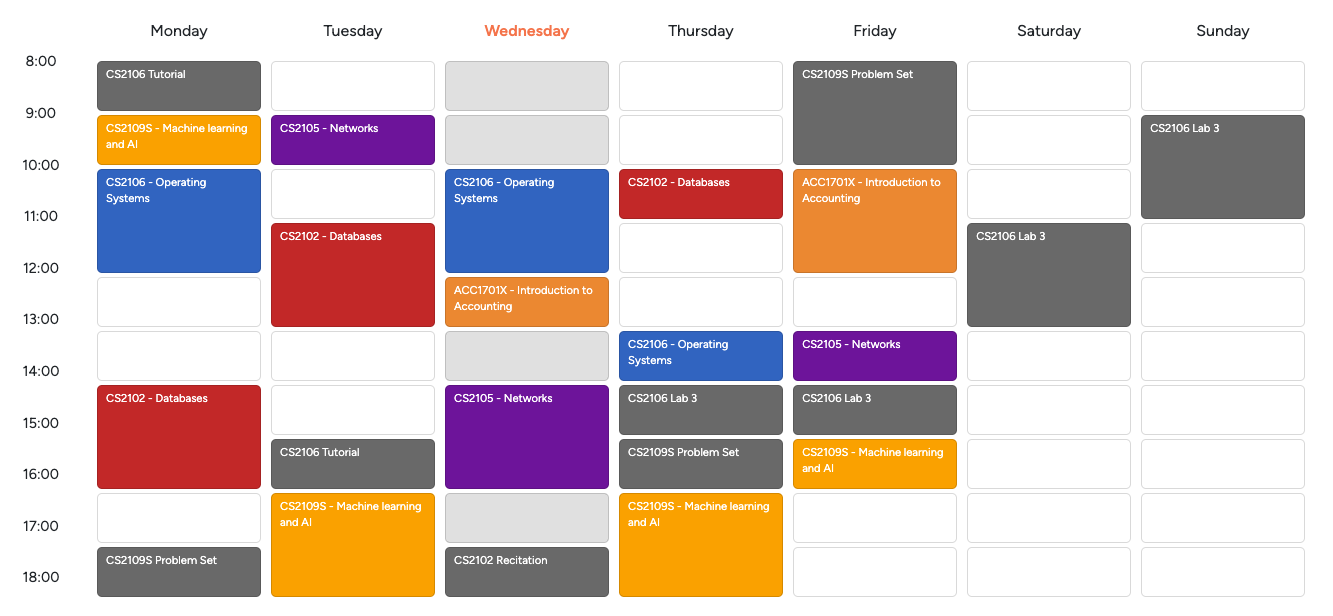 Monday Tuesday Wednesday Thursday Friday Saturday Sunday
8:00
CS2106 Tutorial
CS2109S Problem Set
9:00
CS2109S - Machine learning
and AI
CS2105 - Networks
CS2106 Lab 3
10:00
CS2106 - Operating
Systems
CS2106 - Operating
Systems
CS2102 - Databases
ACC1701X - Introduction to
Accounting
11:00
CS2102 - Databases
CS2106 Lab 3
12:00
ACC1701X - Introduction to
Accounting
13:00
CS2106 - Operating
Systems
CS2105 - Networks
14:00
CS2102 - Databases
CS2105 - Networks
CS2106 Lab 3
CS2106 Lab 3
15:00
CS2106 Tutorial
CS2109S Problem Set
CS2109S - Machine learning
and AI
16:00
CS2109S - Machine learning
and AI
CS2109S - Machine learning
and AI
17:00
CS2109S Problem Set
CS2102 Recitation
18:00